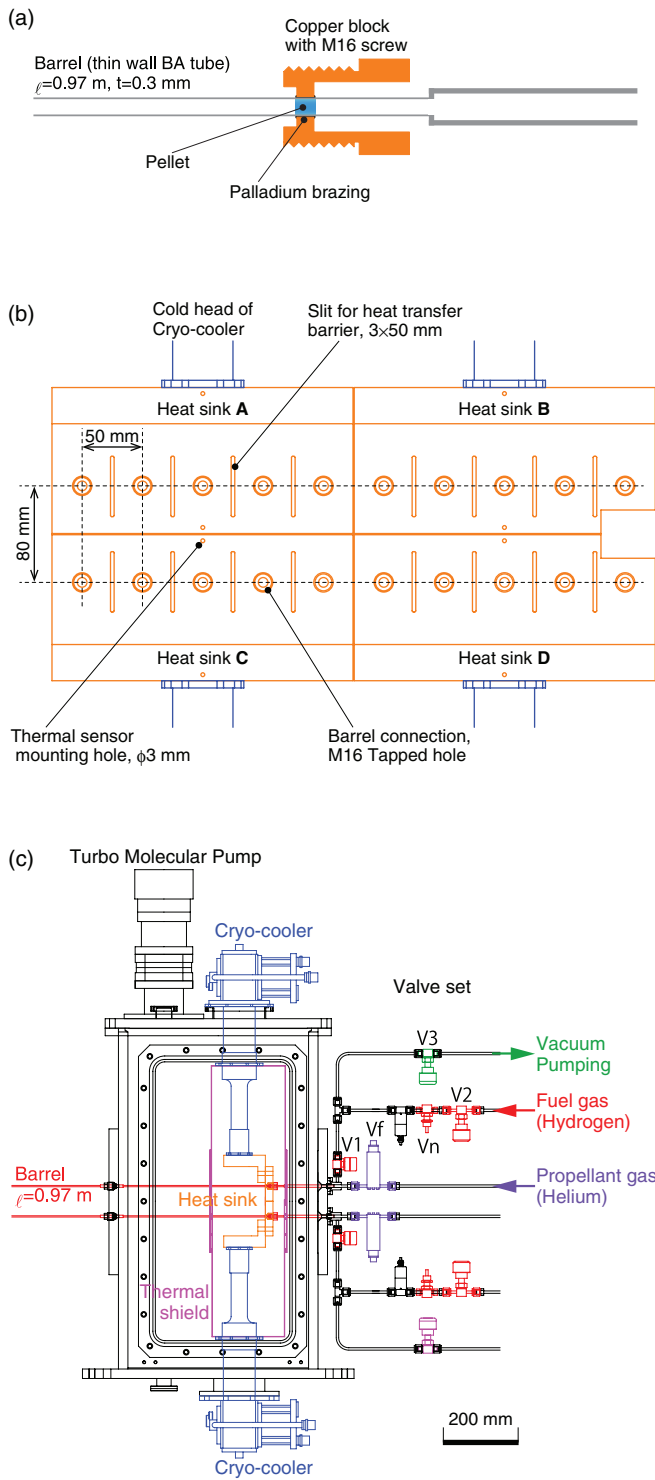 (a)
Copper block
with M16 screw
Barrel (thin wall BA tube)
ℓ=0.97 m, t=0.3 mm
Pellet
Palladium brazing
(b)
Cold head of
Cryo-cooler
Slit for heat transfer
barrier, 3×50 mm
Heat sink A
Heat sink B
50 mm
80 mm
Heat sink C
Heat sink D
Thermal sensor
mounting hole, ϕ3 mm
Barrel connection,
M16 Tapped hole
(c)
Turbo Molecular Pump
Cryo-cooler
Valve set
V3
Vacuum
Pumping
V2
Fuel gas
(Hydrogen)
Vn
V1
Vf
Barrel
ℓ=0.97 m
Heat sink
Propellant gas
(Helium)
Thermal
shield
200 mm
Cryo-cooler